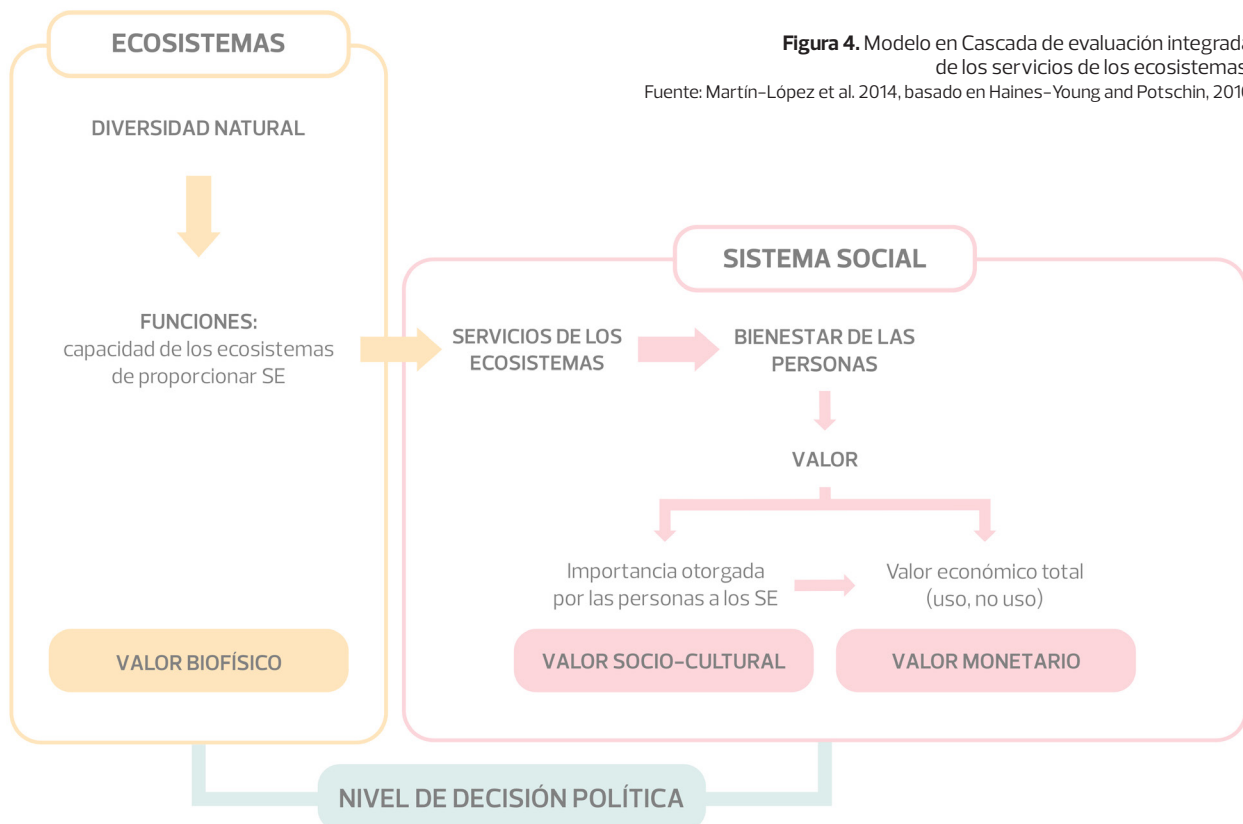 ECOSISTEMAS
Figura 4. Modelo en Cascada de evaluación integrada
de los servicios de los ecosistemas
Fuente: Martín-López et al. 2014, basado en Haines-Young and Potschin, 2010
DIVERSIDAD NATURAL
FUNCIONES:
capacidad de los ecosistemas
de proporcionar SE
VALOR BIOFÍSICO
SISTEMA SOCIAL
SERVICIOS DE LOS
ECOSISTEMAS
BIENESTAR DE LAS
PERSONAS
VALOR
Importancia otorgada
por las personas a los SE
Valor económico total
(uso, no uso)
VALOR SOCIO-CULTURAL
VALOR MONETARIO
NIVEL DE DECISIÓN POLÍTICA